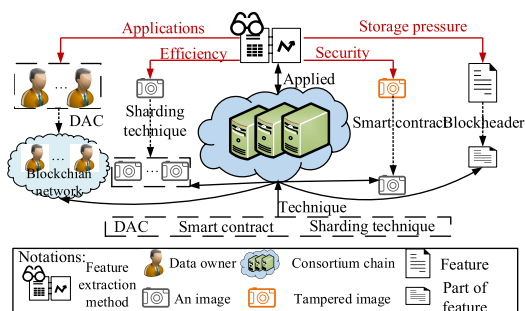 Applications
Storage pressure
Efficiency
Security
Applied
DAC
Sharding
technique
Smart contract
Blockheader
Blockchian
network
Technique
DAC Smart contract Sharding technique
Notations:
Feature
extraction
method
Data owner
Consortium chain
Feature
An image
Tampered image
Part of
feature